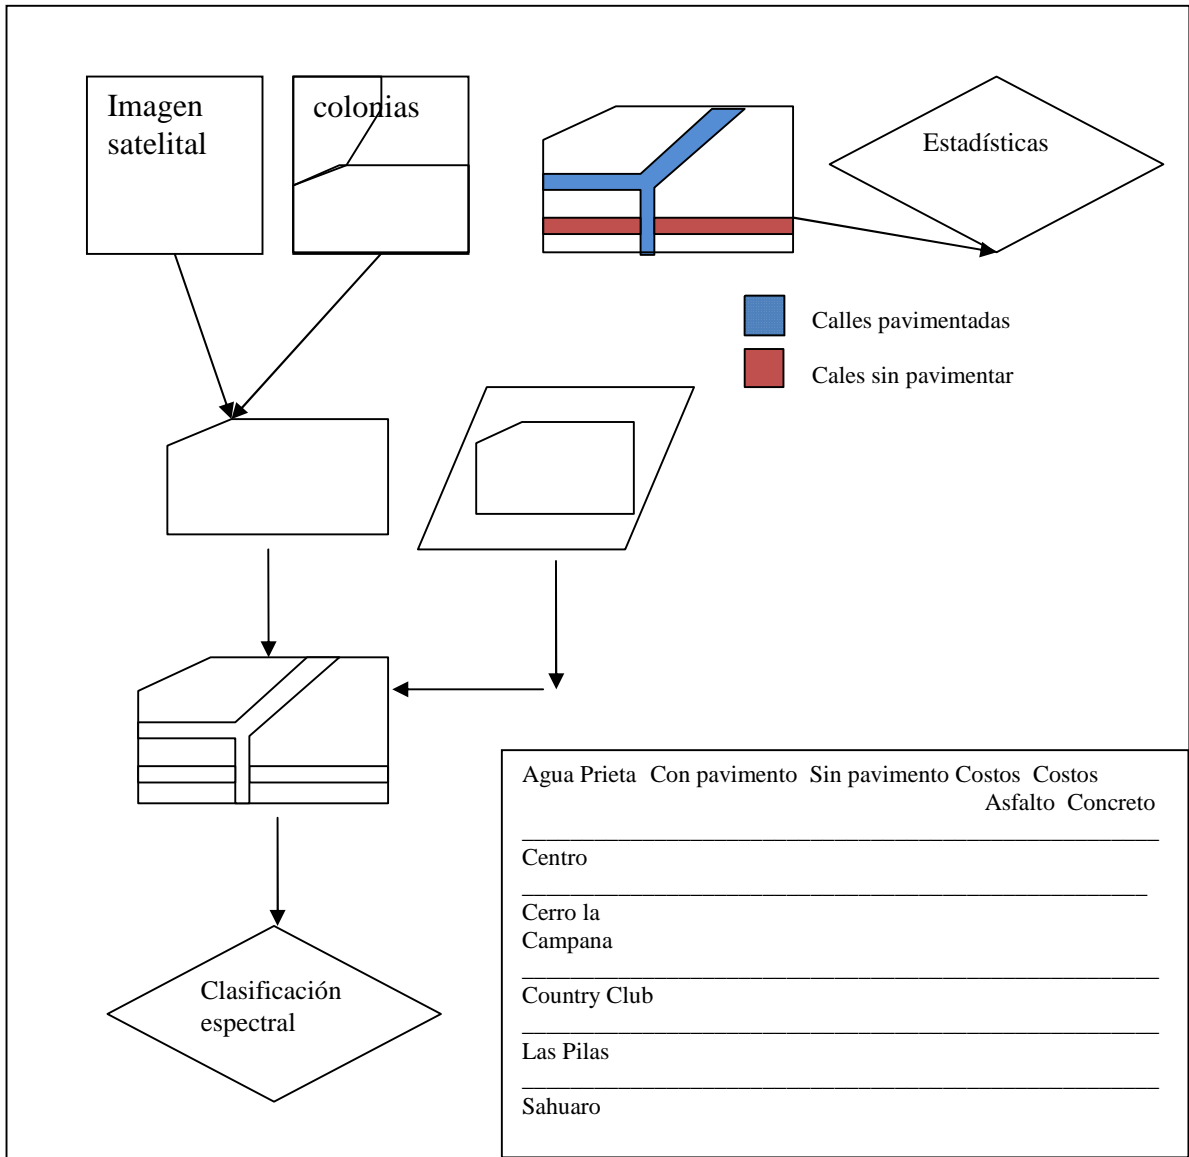 Imagen
satelital
colonias
Estadísticas
Calles pavimentadas
Cales sin pavimentar
Clasificación
espectral
Agua Prieta Con pavimento Sin pavimento Costos Costos
Asfalto Concreto
Centro
Cerro la
Campana
Country Club
Las Pilas
Sahuaro